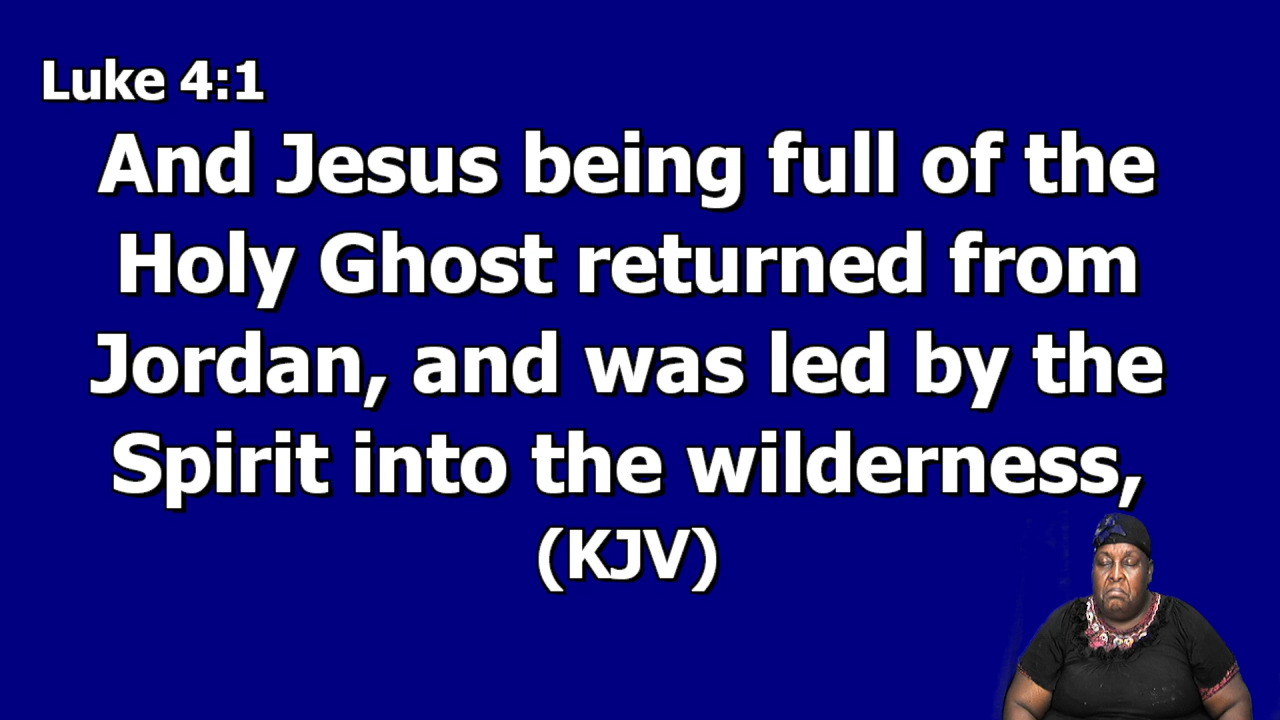 Luke 4:1
And Jesus being full of the
Holy Ghost returned from
Jordan, and was led by the
Spirit into the wilderness,
(KJV)